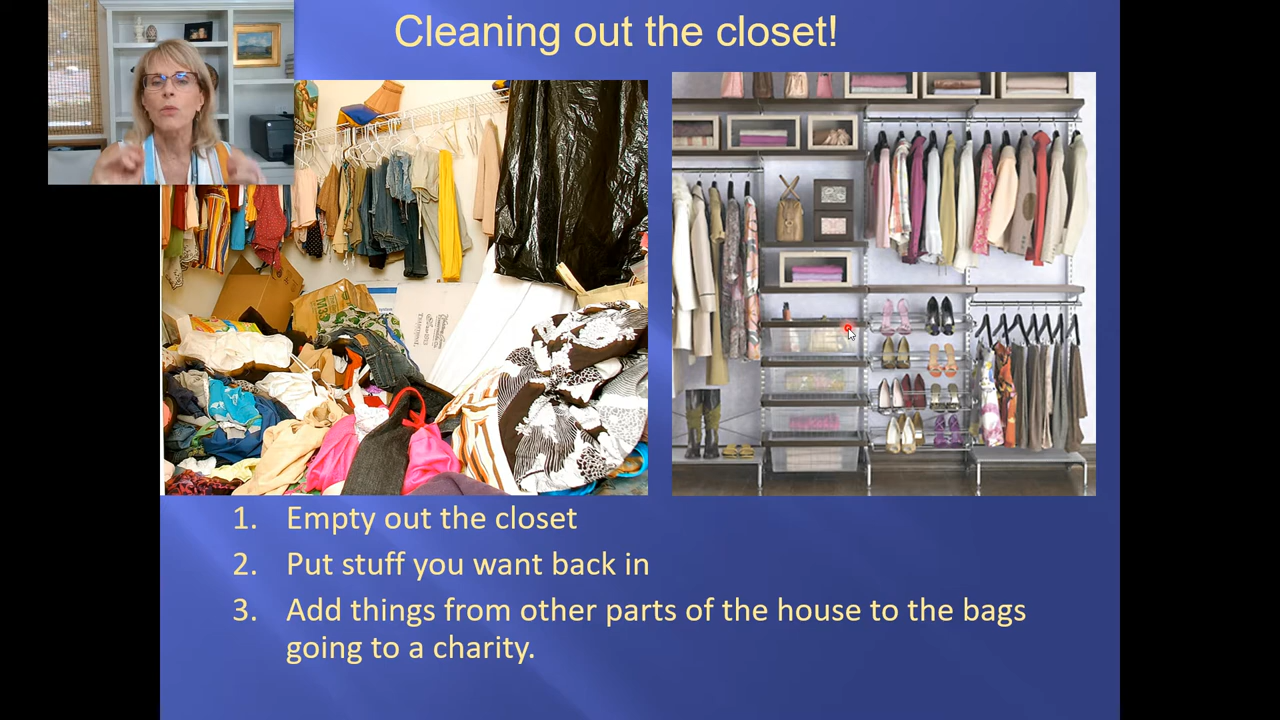 Cleaning out the closet!
1. Empty out the closet
2. Put stuff you want back in
3. Add things from other parts of the house to the bags
going to a charity.